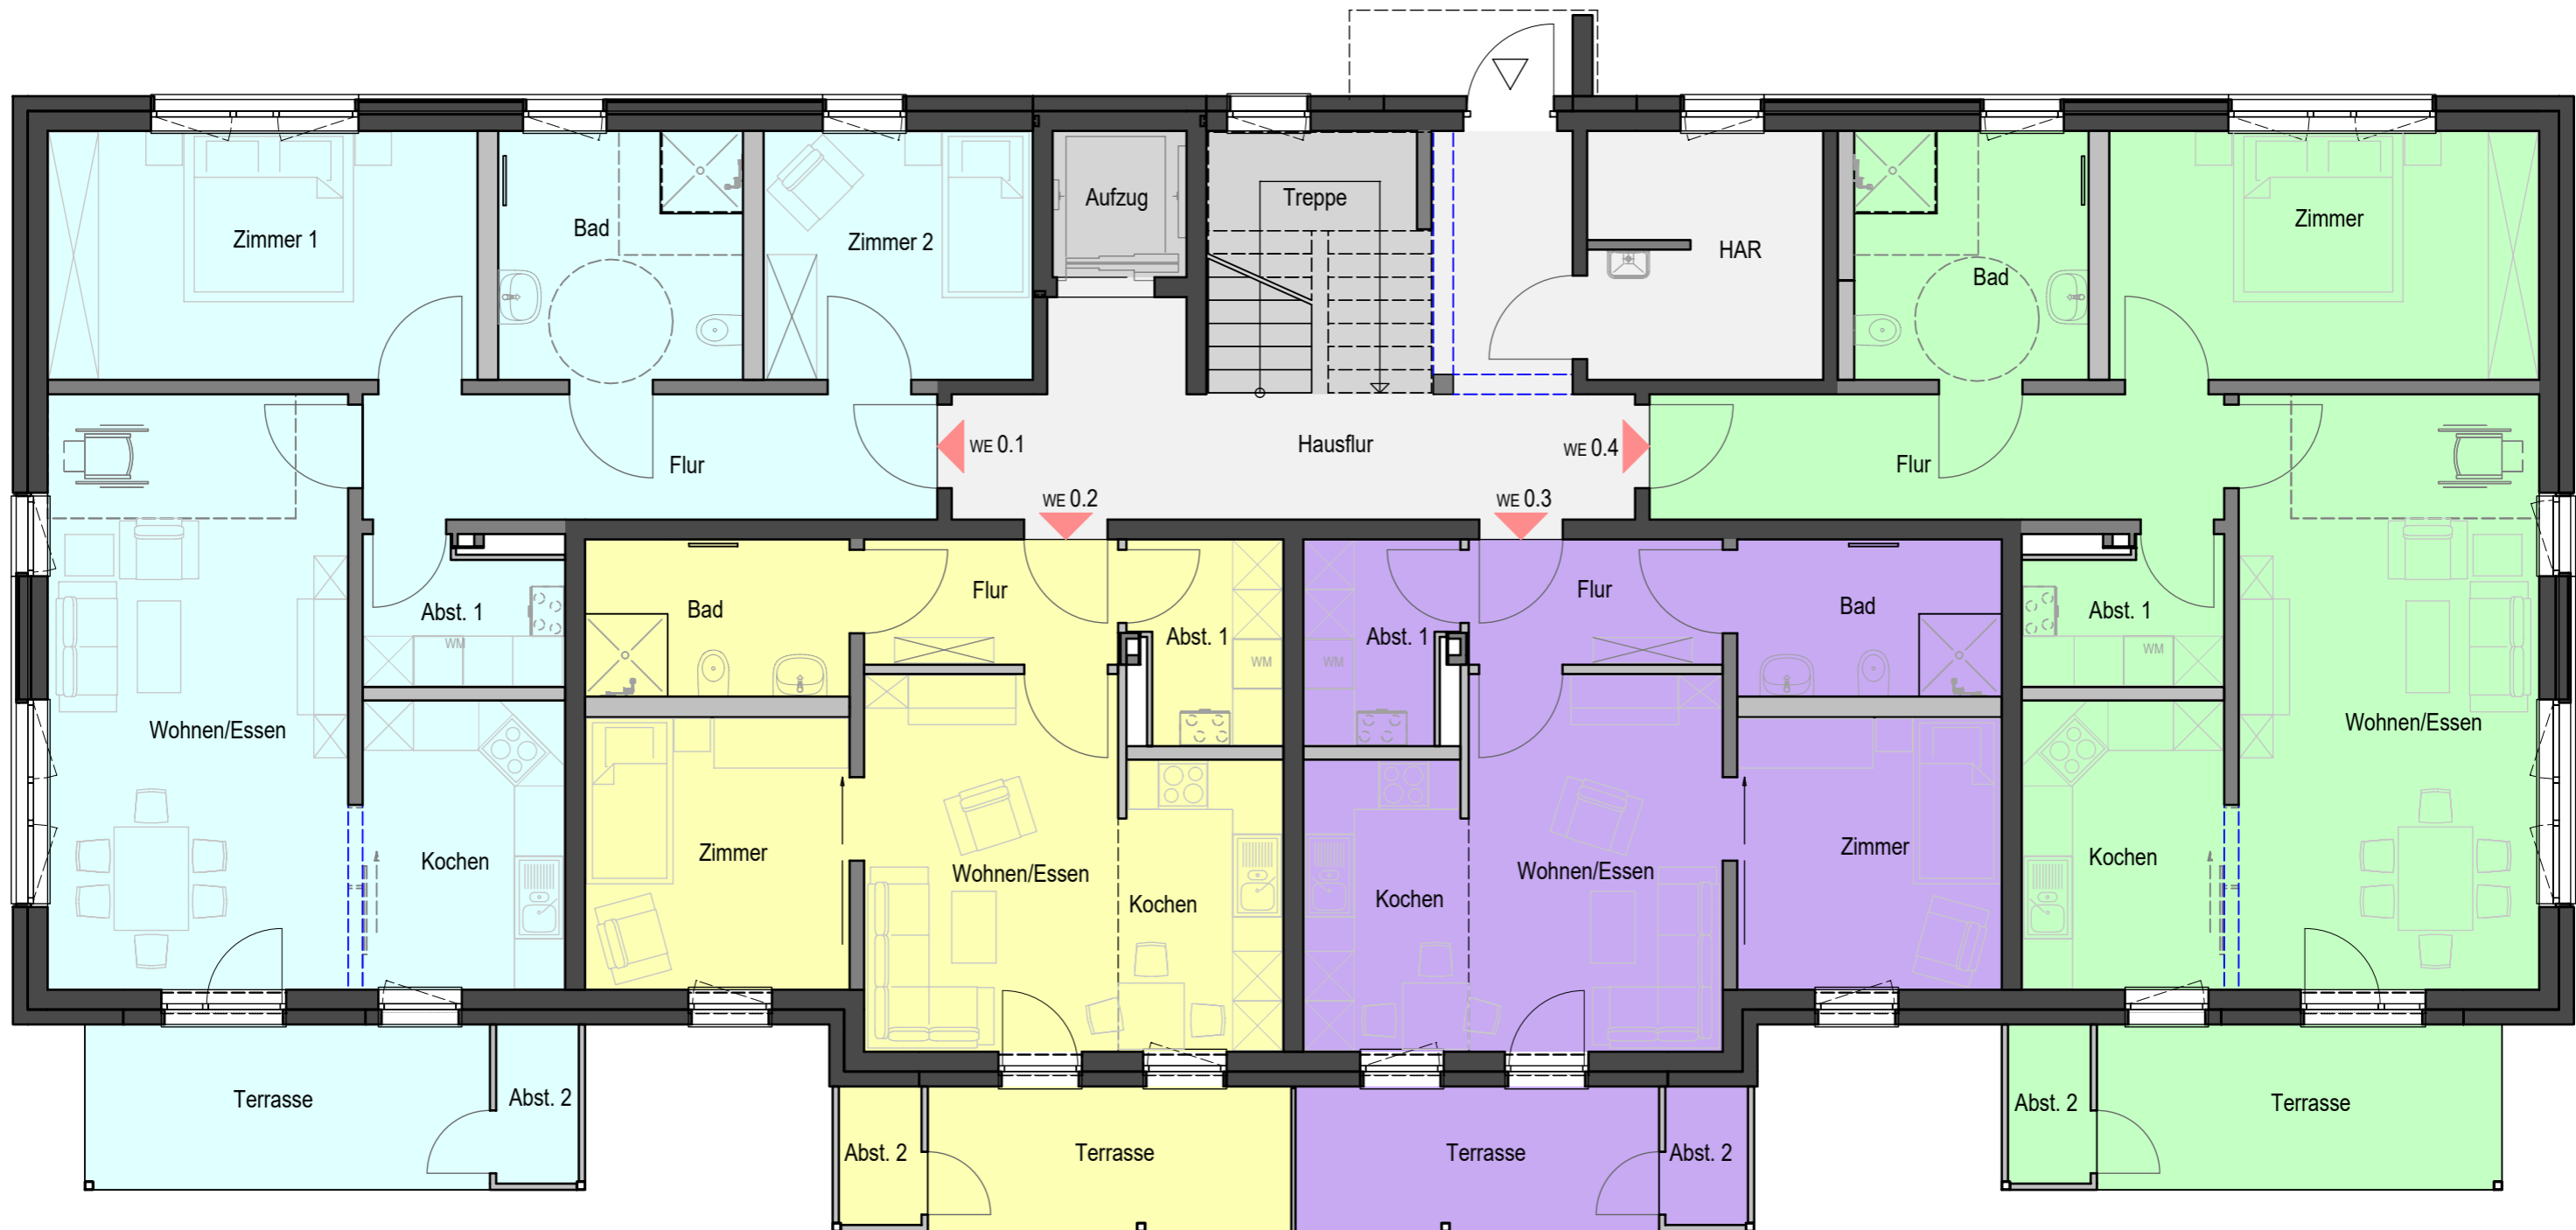 Zimmer 1
Bad
Zimmer 2
Aufzug
Treppe
HAR
Bad
Zimmer
Flur
WE 0.1
Hausflur
WE 0.4
Flur
WE 0.2
WE 0.3
Abst. 1
WM
Bad
Flur
Abst. 1
WM
Abst. 1
WM
Flur
Bad
Abst. 1
WM
Wohnen/Essen
Kochen
Zimmer
Wohnen/Essen
Kochen
Kochen
Wohnen/Essen
Zimmer
Kochen
Wohnen/Essen
Terrasse
Abst. 2
Abst. 2
Terrasse
Terrasse
Abst. 2
Abst. 2
Terrasse